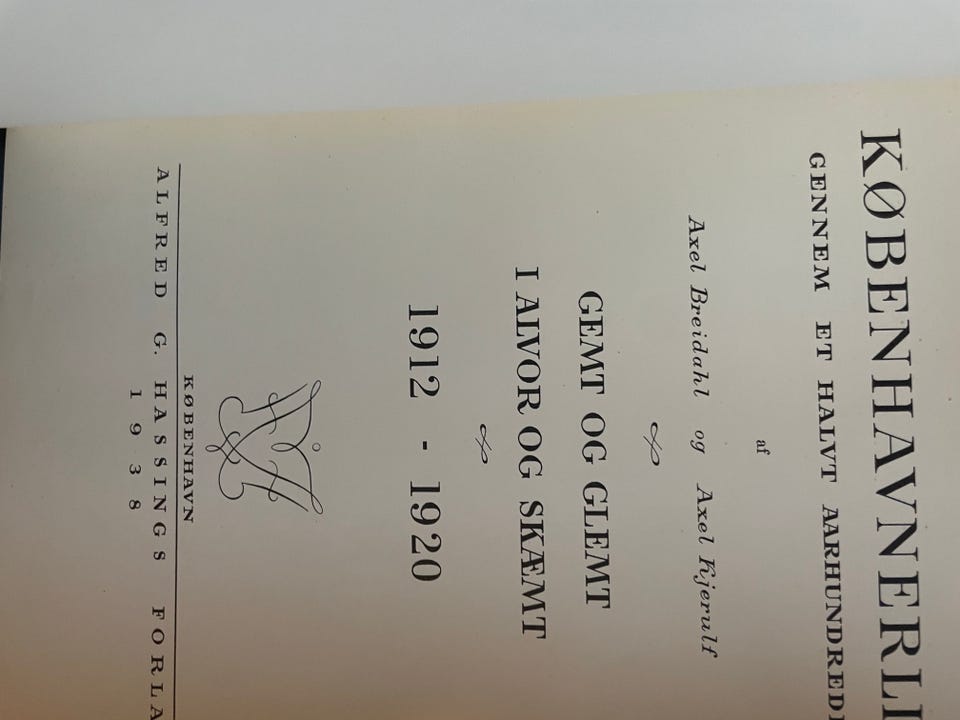 KØBENHAVNERLI
GENNEM ET HALVT AARHUNDREDE
af
Axel Breidahl og Axel Kjerulf
GEMT OG GLEMT
I ALVOR OG SKÆMT
1912 - 1920
KØBENHAVN
ALFRED G. HASSINGS FORLA
1938